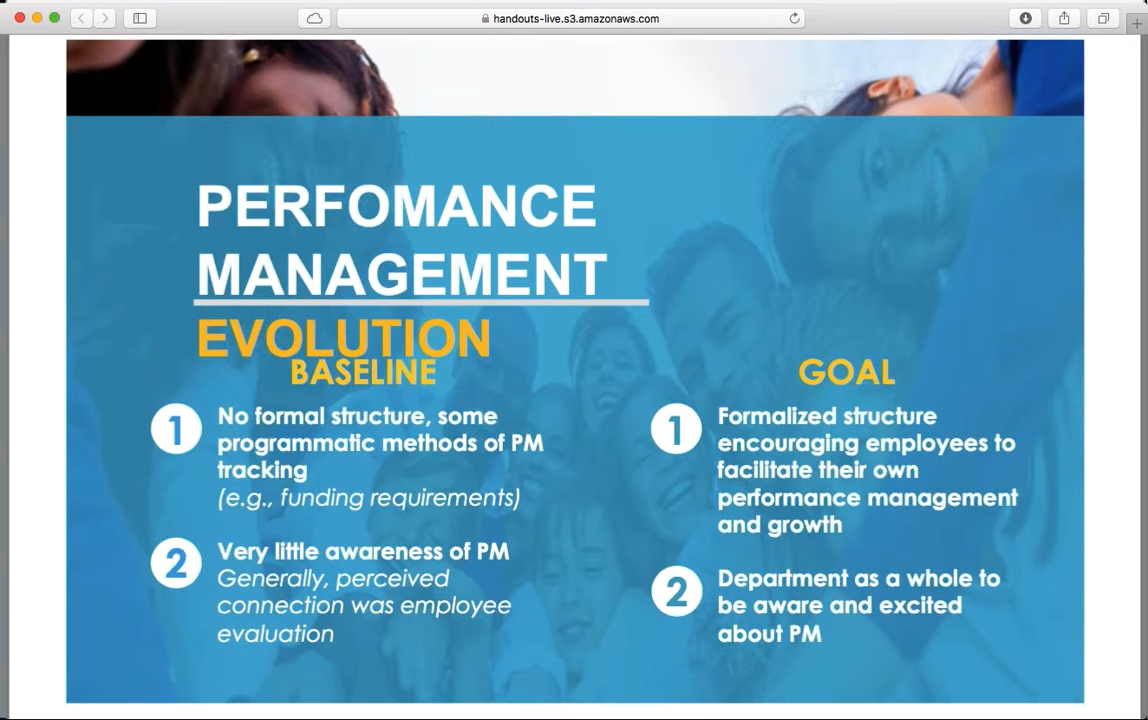 handouts-live.s3.amazonaws.com
PERFOMANCE
MANAGEMENT
EVOLUTION
BASELINE
1
No formal structure, some
programmatic methods of PM
tracking
(e.g., funding requirements)
2
Very little awareness of PM
Generally, perceived
connection was employee
evaluation
GOAL
1
Formalized structure
encouraging employees to
facilitate their own
performance management
and growth
2
Department as a whole to
be aware and excited
about PM